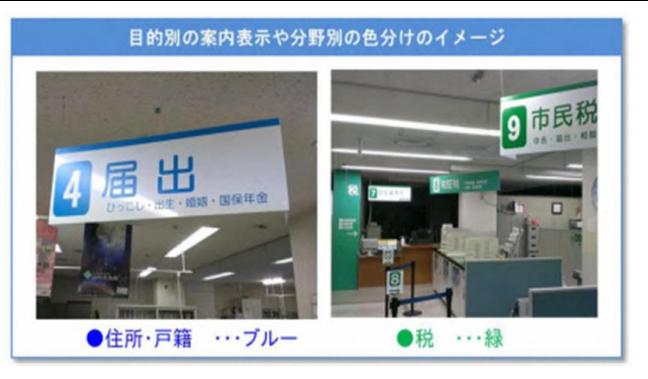 目的別の案内表示や分野別の色分けのイメージ
4 届出
ひっこし・出生・婚姻・国保年金
9 市民税
税
7
8
●住所・戸籍 ・・・ブルー
●税 ・・・緑